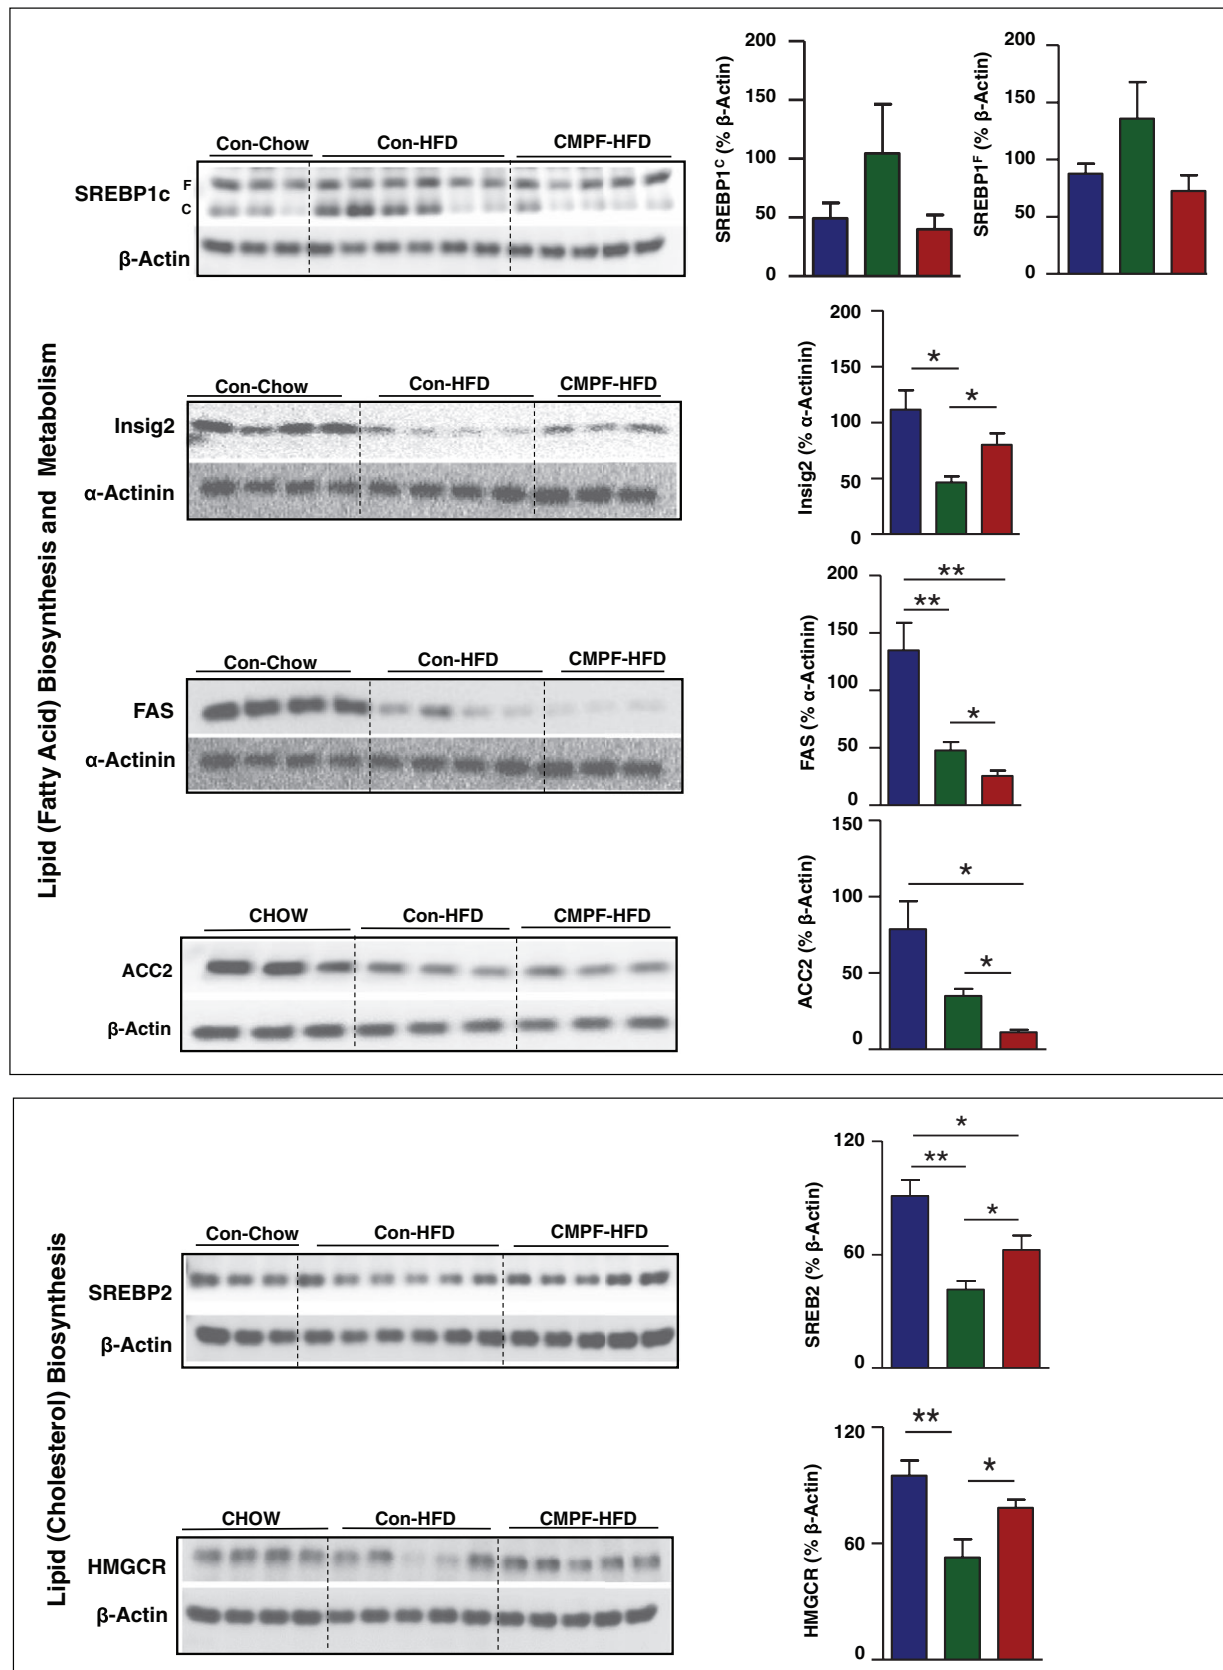 Lipid (Fatty Acid) Biosynthesis and Metabolism
Con-Chow Con-HFD CMPF-HFD
SREBP1c F
C
β-Actin
SREBP1C (% β-Actin)
200
150
100
50
0
SREBP1F (% β-Actin)
200
150
100
50
0
Con-Chow Con-HFD CMPF-HFD
Insig2
α-Actinin
Insig2 (% α-Actinin)
200
150
100
50
0
* *
Con-Chow Con-HFD CMPF-HFD
FAS
α-Actinin
FAS (% α-Actinin)
200
150
100
50
0
**
**
*
CHOW Con-HFD CMPF-HFD
ACC2
β-Actin
ACC2 (% β-Actin)
150
100
50
0
*
*
Lipid (Cholesterol) Biosynthesis
Con-Chow Con-HFD CMPF-HFD
SREBP2
β-Actin
SREB2 (% β-Actin)
120
60
0
*
**
*
CHOW Con-HFD CMPF-HFD
HMGCR
β-Actin
HMGCR (% β-Actin)
120
60
0
**
*